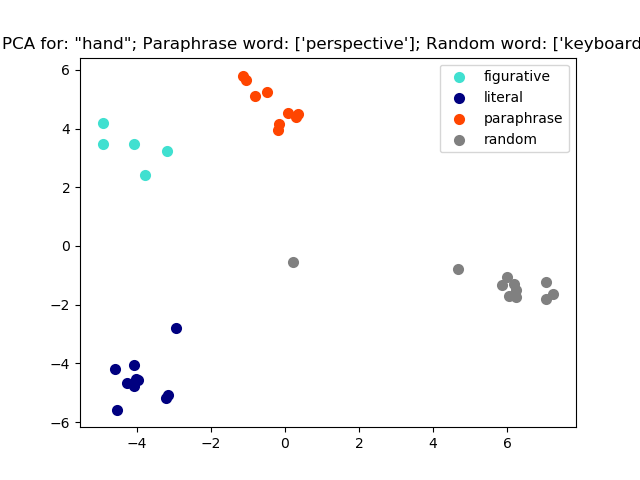 PCA for: "hand"; Paraphrase word: ['perspective']; Random word: ['keyboard
figurative
literal
paraphrase
random
6
4
2
0
−2
−4
−6
−4 −2 0 2 4 6